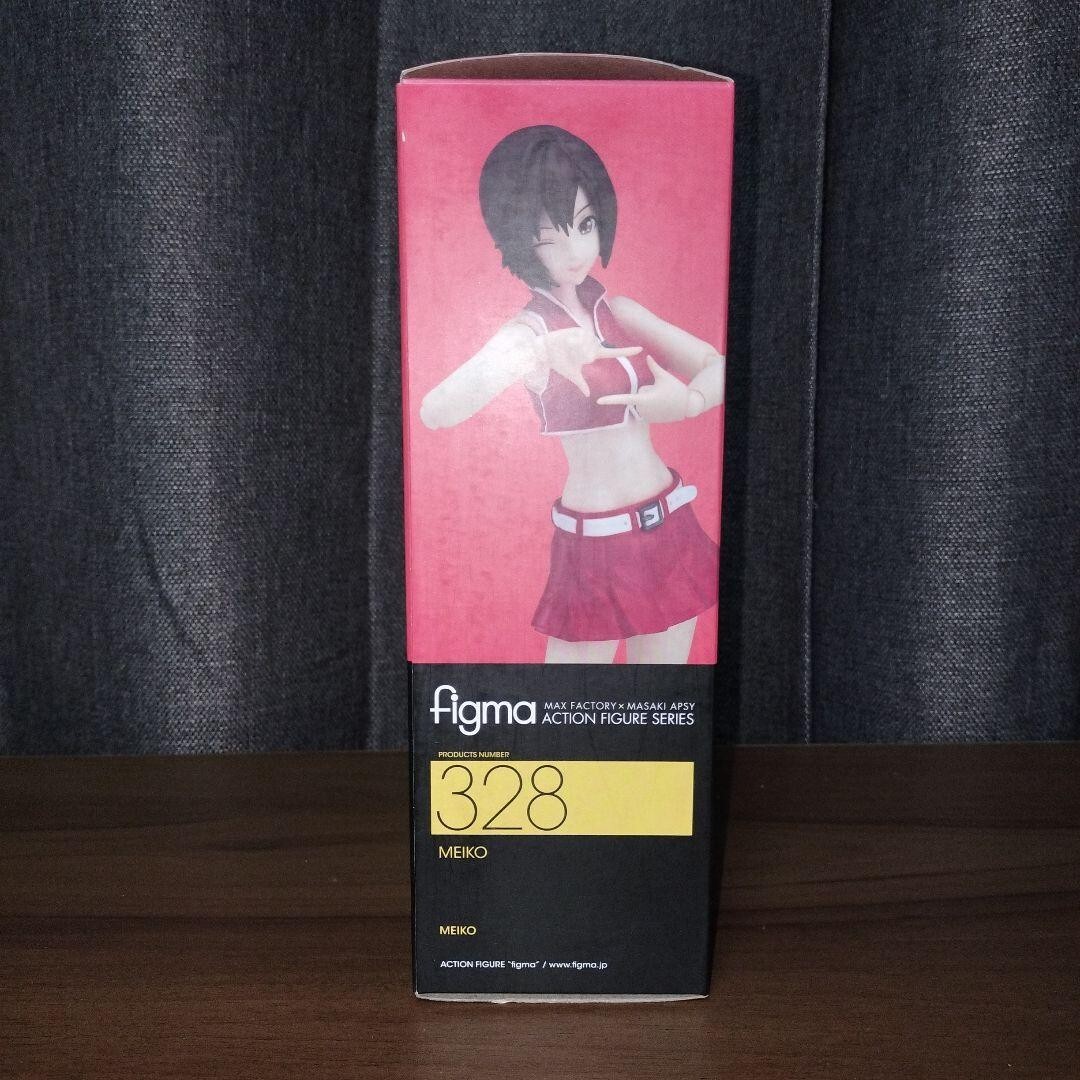 figma
MAX FACTORY × MASAKI APSY
ACTION FIGURE SERIES
PRODUCTS NUMBER
328
MEIKO
MEIKO
ACTION FIGURE "figma" / www.figma.jp